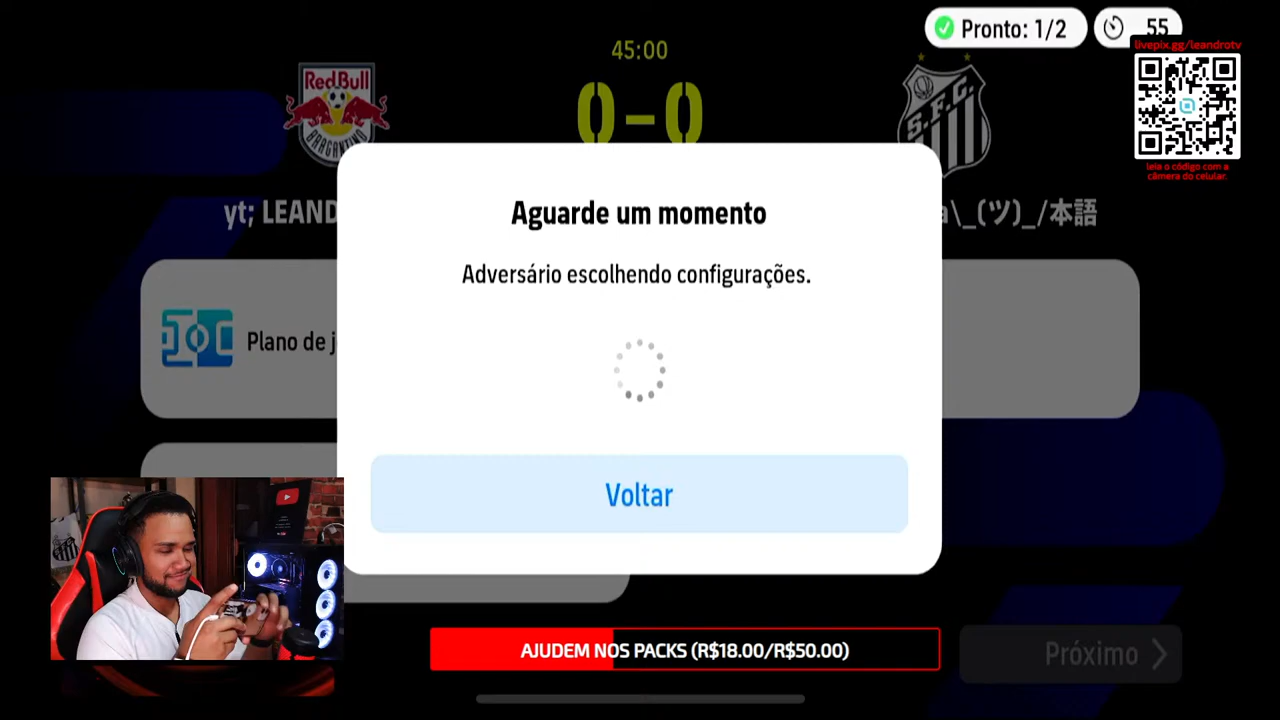 Pronto: 1/2
55
livepix.gg/leandrotv
45:00
Red Bull
BRAGANTINO
0-0
S.F.C.
leia o código com a
câmera do celular.
yt; LEAND
a\_(ツ)_/本語
Aguarde um momento
Adversário escolhendo configurações.
Plano de j
Voltar
AJUDEM NOS PACKS (R$18.00/R$50.00)
Próximo